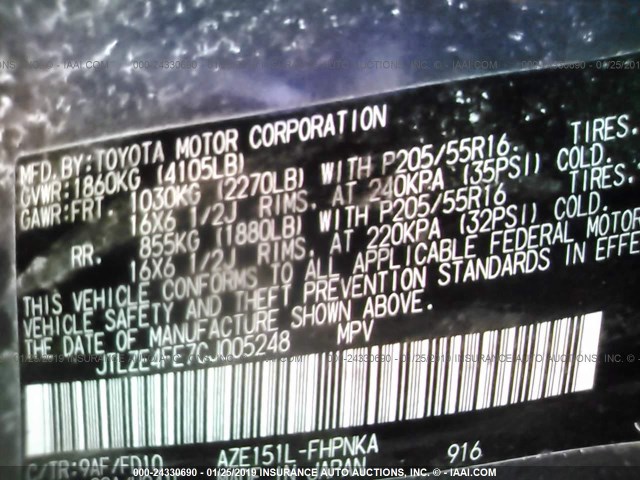 MFD. BY: TOYOTA MOTOR CORPORATION
GVWR: 1860KG (4105LB)
GAWR: FRT. 1030KG (2270LB) WITH P205/55R16 TIRES.
16X6 1/2J RIMS, AT 240KPA (35PSI) COLD.
RR. 855KG (1880LB) WITH P205/55R16 TIRES.
16X6 1/2J RIMS, AT 220KPA (32PSI) COLD.
THIS VEHICLE CONFORMS TO ALL APPLICABLE FEDERAL MOTOR
VEHICLE SAFETY AND THEFT PREVENTION STANDARDS IN EFFE
THE DATE OF MANUFACTURE SHOWN ABOVE.
JTLZE4FE7CJ005248 MPV
C/TR: 9AF/FD10 AZE151L-FHPNKA 916
JAPAN
000-24330690 - 01/25/2019 INSURANCE AUTO AUCTIONS, INC. - © - IAAI.COM